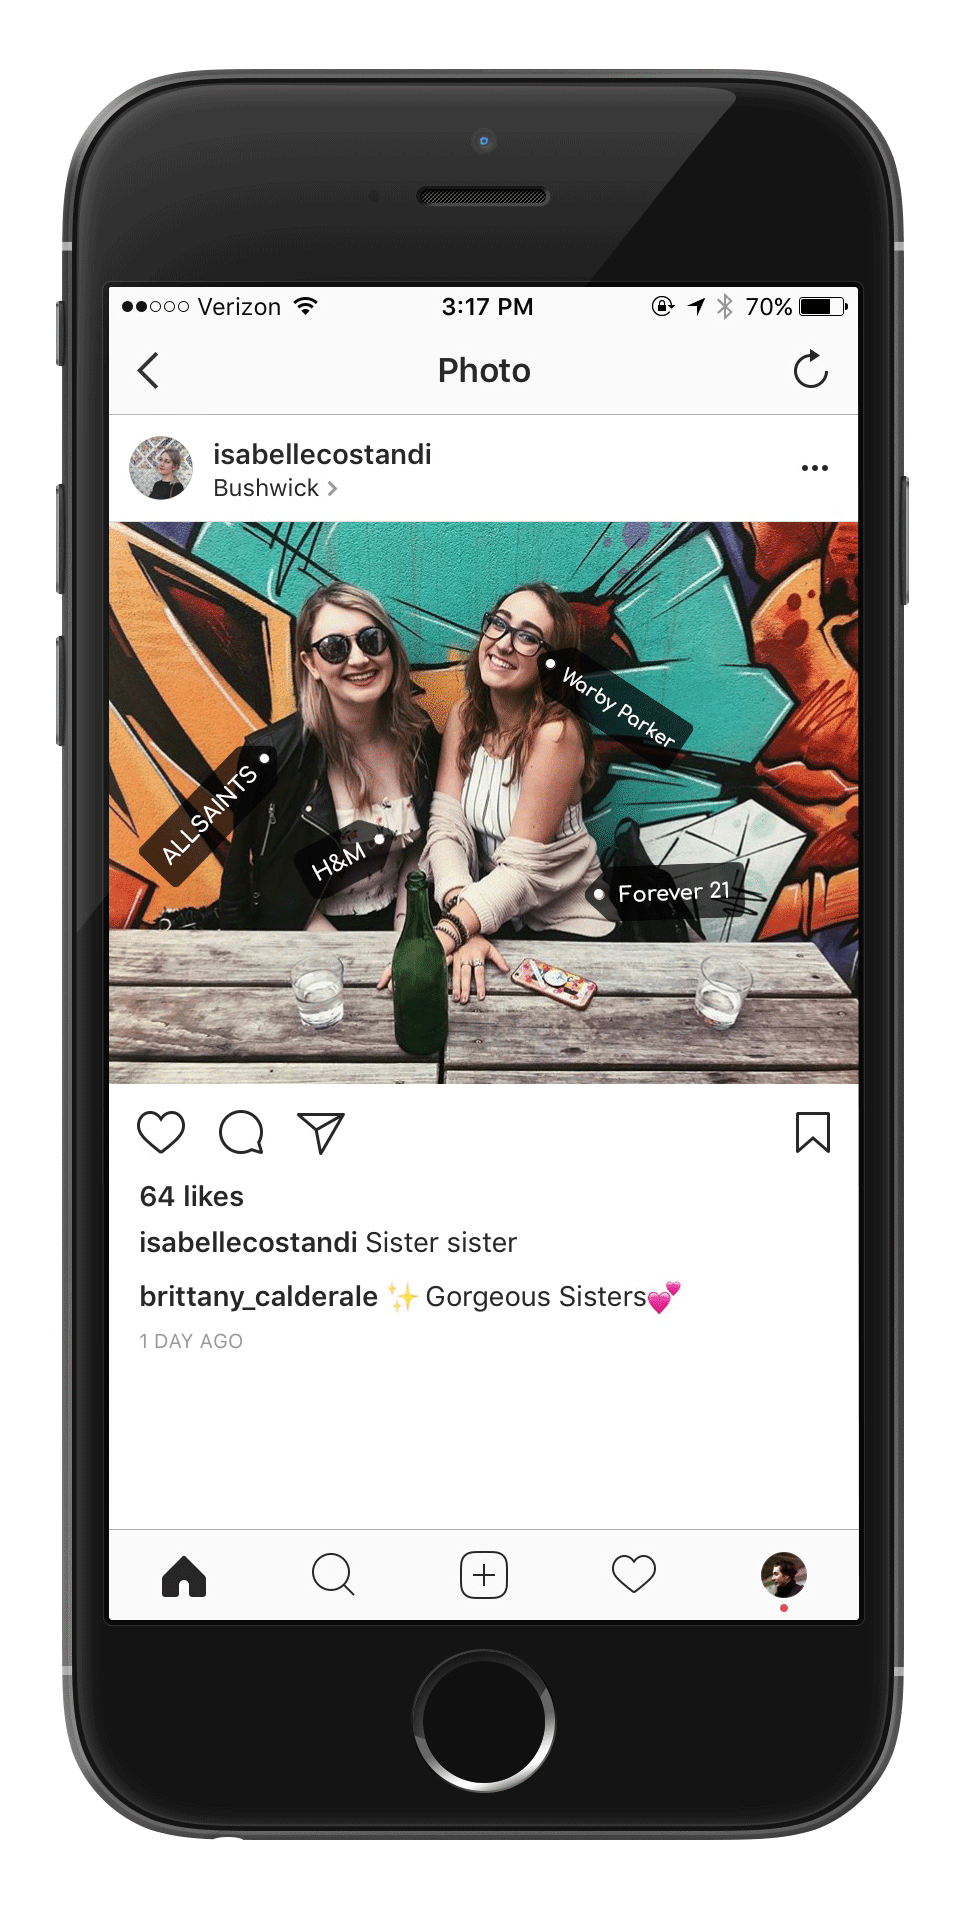 Verizon 3:17 PM 70%
Photo
isabellecostandi
Bushwick >
Warby Parker
ALLSAINTS
H&M
Forever 21
64 likes
isabellecostandi Sister sister
brittany_calderale ✨ Gorgeous Sisters💕
1 DAY AGO